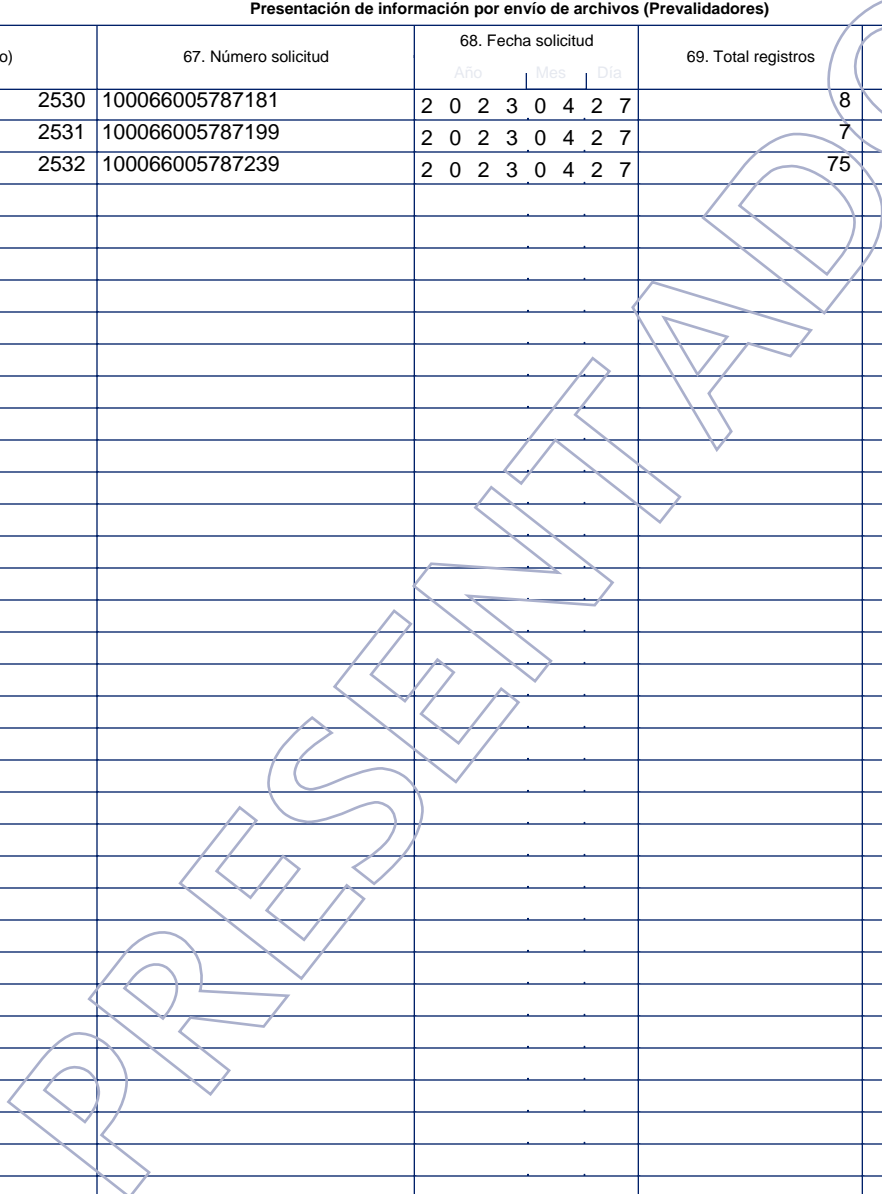 Presentación de información por envío de archivos (Prevalidadores)
o) 67. Número solicitud 68. Fecha solicitud 69. Total registros
Año Mes Día
2530 100066005787181 2 0 2 3 0 4 2 7 8
2531 100066005787199 2 0 2 3 0 4 2 7 7
2532 100066005787239 2 0 2 3 0 4 2 7 75
PRESENTADO